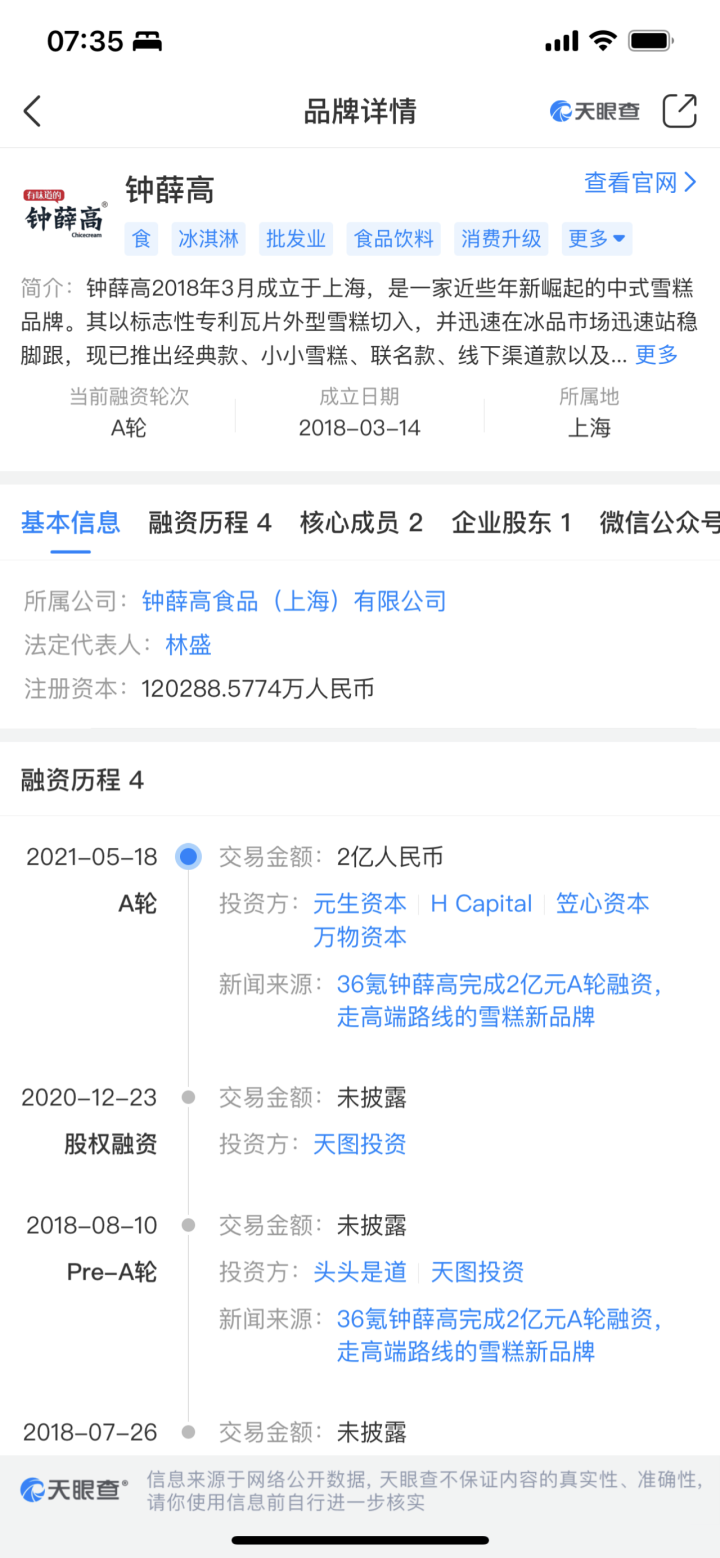 07:35
品牌详情
天眼查
有味道的
钟薛高®
Chicecream
钟薛高
查看官网
食 冰淇淋 批发业 食品饮料 消费升级 更多
简介： 钟薛高2018年3月成立于上海，是一家近些年新崛起的中式雪糕
品牌。其以标志性专利瓦片外型雪糕切入，并迅速在冰品市场迅速站稳
脚跟，现已推出经典款、小小雪糕、联名款、线下渠道款以及... 更多
当前融资轮次 成立日期 所属地
A轮 2018-03-14 上海
基本信息 融资历程 4 核心成员 2 企业股东 1 微信公众号
所属公司： 钟薛高食品（上海）有限公司
法定代表人： 林盛
注册资本： 120288.5774万人民币
融资历程 4
2021-05-18 交易金额： 2亿人民币
A轮 投资方： 元生资本 H Capital 笠心资本
万物资本
新闻来源： 36氪钟薛高完成2亿元A轮融资，
走高端路线的雪糕新品牌
2020-12-23 交易金额： 未披露
股权融资 投资方： 天图投资
2018-08-10 交易金额： 未披露
Pre-A轮 投资方： 头头是道 天图投资
新闻来源： 36氪钟薛高完成2亿元A轮融资，
走高端路线的雪糕新品牌
2018-07-26 交易金额： 未披露
天眼查® 信息来源于网络公开数据, 天眼查不保证内容的真实性、准确性,
请你使用信息前自行进一步核实